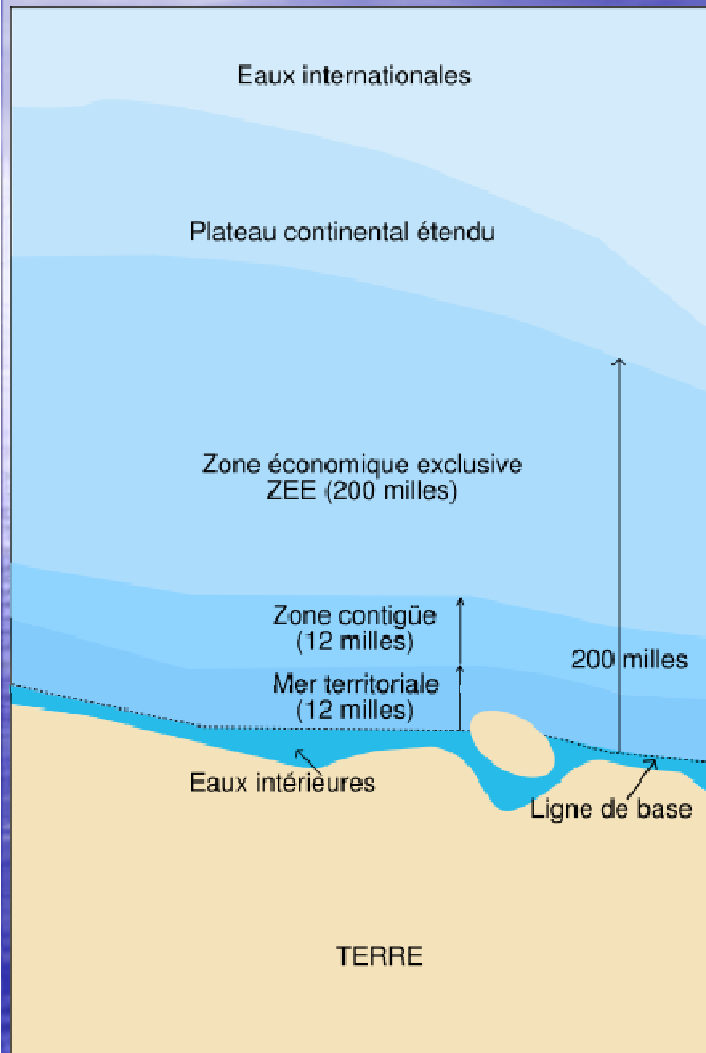 Eaux internationales
Plateau continental étendu
Zone économique exclusive
ZEE (200 milles)
Zone contigüe
(12 milles)
200 milles
Mer territoriale
(12 milles)
Eaux intérieures
Ligne de base
TERRE